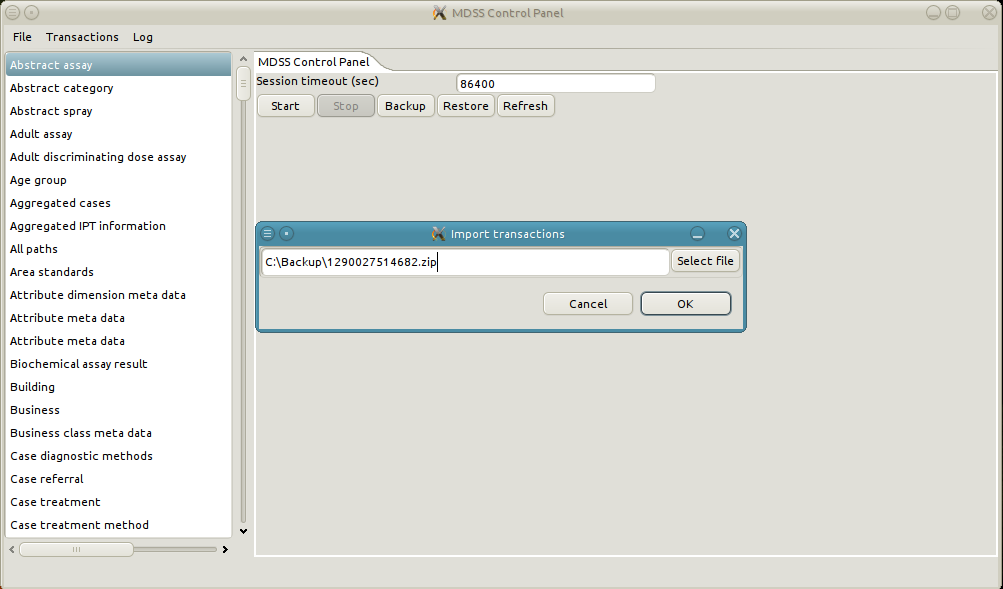 MDSS Control Panel
File Transactions Log
Abstract assay
Abstract category
Abstract spray
Adult assay
Adult discriminating dose assay
Age group
Aggregated cases
Aggregated IPT information
All paths
Area standards
Attribute dimension meta data
Attribute meta data
Attribute meta data
Biochemical assay result
Building
Business
Business class meta data
Case diagnostic methods
Case referral
Case treatment
Case treatment method
MDSS Control Panel
Session timeout (sec) 86400
Start Stop Backup Restore Refresh
Import transactions
C:\Backup\1290027514682.zip Select file
Cancel OK